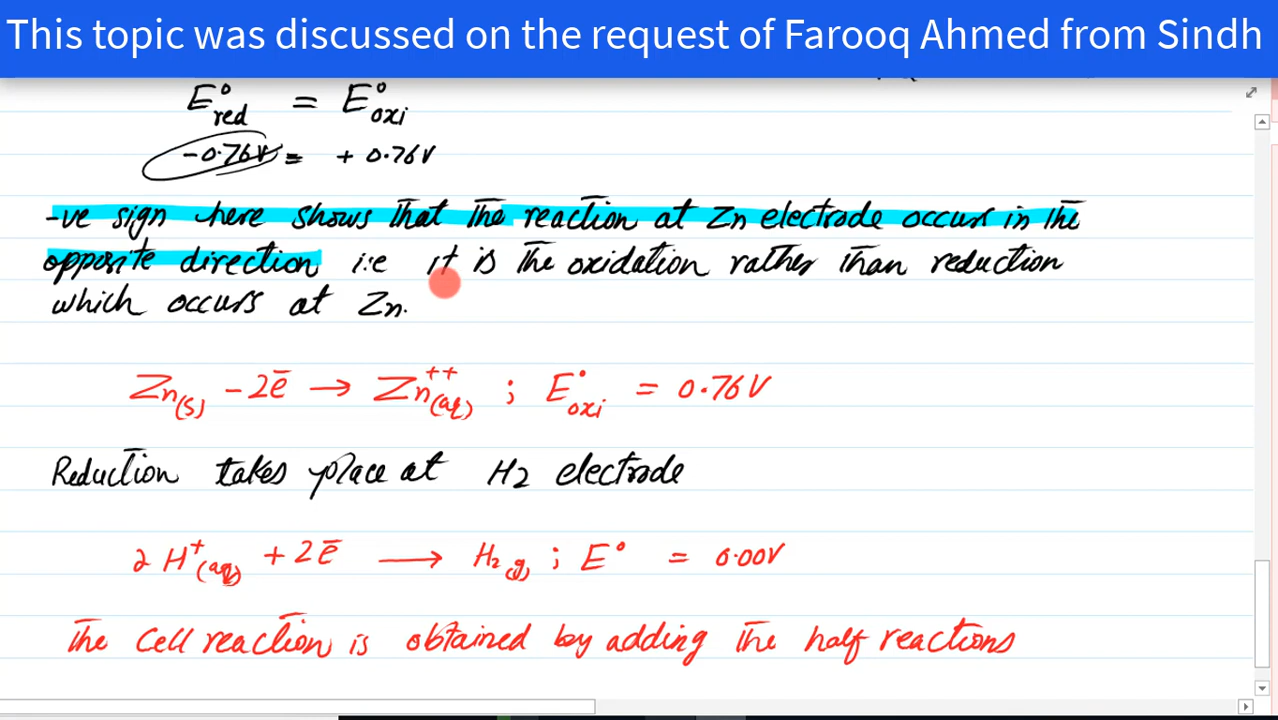 This topic was discussed on the request of Farooq Ahmed from Sindh
E°red = E°oxi
-0.76V = + 0.76V
-ve sign here shows that the reaction at Zn electrode occurs in the
opposite direction i:e it is the oxidation rather than reduction
which occurs at Zn.
Zn(s) - 2ē → Zn++(aq) ; E°oxi = 0.76V
Reduction takes place at H2 electrode
2H+(aq) + 2ē → H2(g) ; E° = 0.00V
The Cell reaction is obtained by adding the half reactions